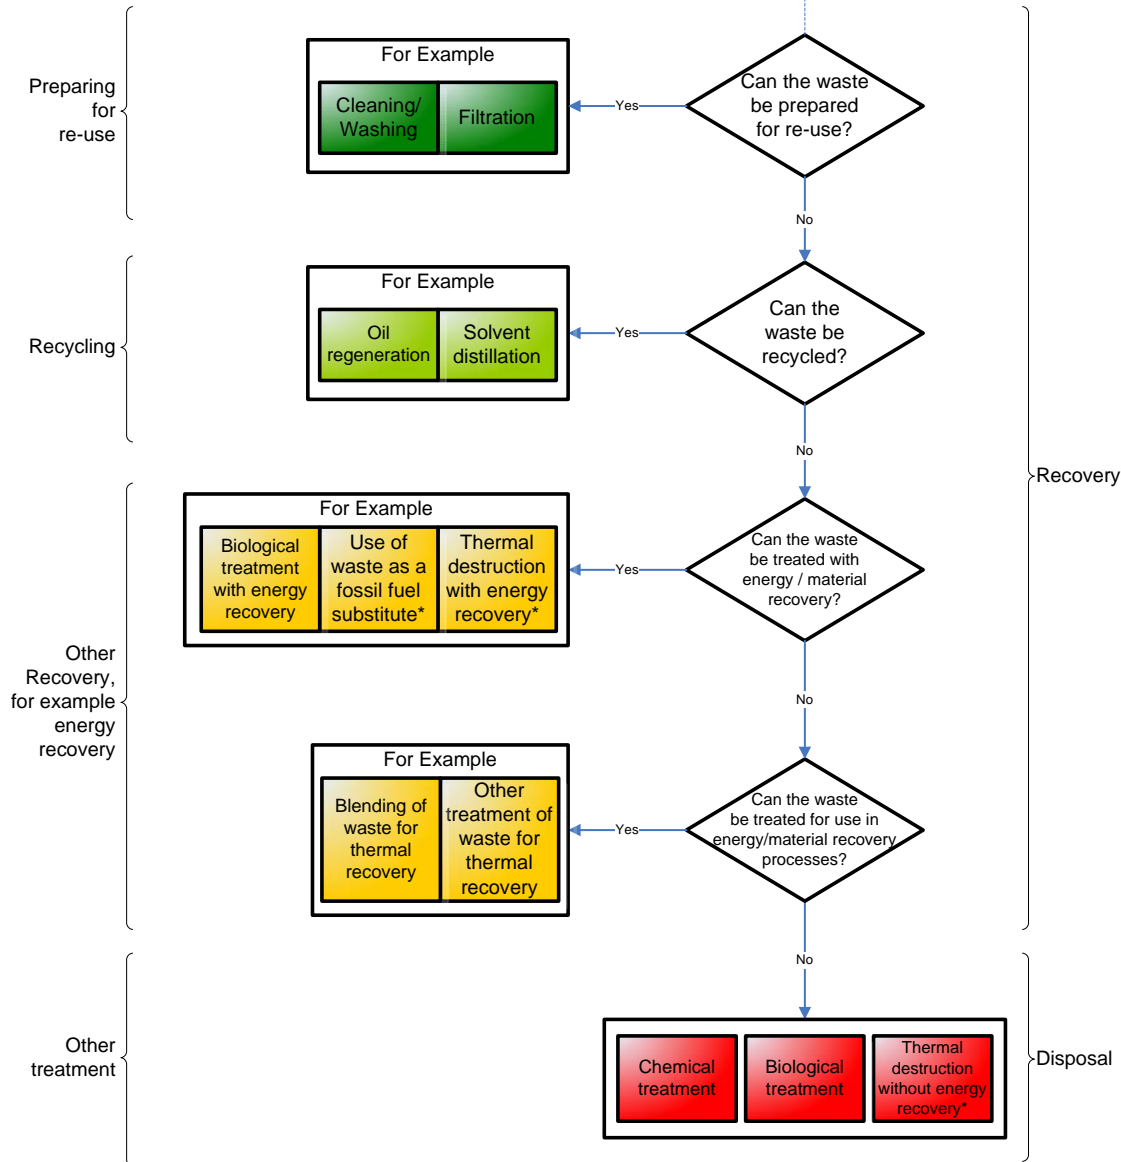 Preparing
for
re-use
For Example
Cleaning/
Washing
Filtration
Yes
Can the waste
be prepared
for re-use?
No
Recycling
For Example
Oil
regeneration
Solvent
distillation
Yes
Can the
waste be
recycled?
No
Recovery
Other
Recovery,
for example
energy
recovery
For Example
Biological
treatment
with energy
recovery
Use of
waste as a
fossil fuel
substitute*
Thermal
destruction
with energy
recovery*
Yes
Can the waste
be treated with
energy / material
recovery?
No
For Example
Blending of
waste for
thermal
recovery
Other
treatment of
waste for
thermal
recovery
Yes
Can the waste
be treated for use in
energy/material recovery
processes?
No
Other
treatment
Chemical
treatment
Biological
treatment
Thermal
destruction
without energy
recovery*
Disposal